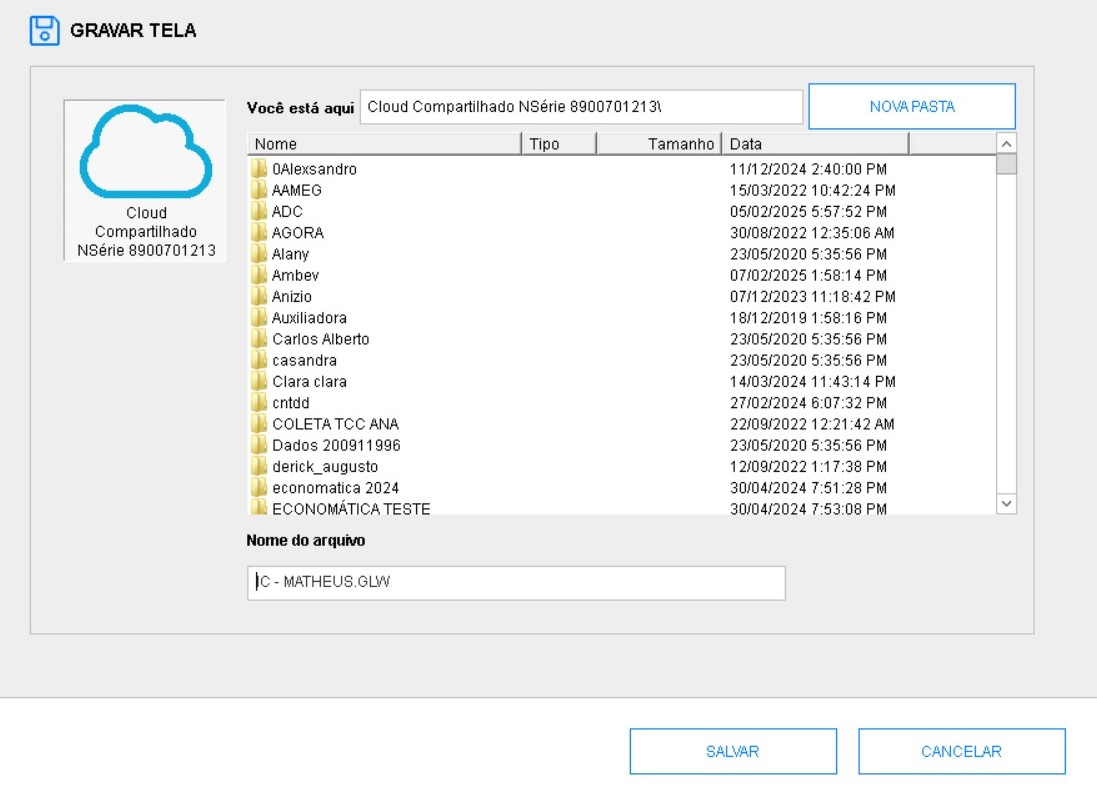 GRAVAR TELA
Você está aqui Cloud Compartilhado NSérie 8900701213\ NOVA PASTA
Cloud
Compartilhado
NSérie 8900701213
Nome Tipo Tamanho Data
0Alexsandro 11/12/2024 2:40:00 PM
AAMEG 15/03/2022 10:42:24 PM
ADC 05/02/2025 5:57:52 PM
AGORA 30/08/2022 12:35:06 AM
Alany 23/05/2020 5:35:56 PM
Ambev 07/02/2025 1:58:14 PM
Anizio 07/12/2023 11:18:42 PM
Auxiliadora 18/12/2019 1:58:16 PM
Carlos Alberto 23/05/2020 5:35:56 PM
casandra 23/05/2020 5:35:56 PM
Clara clara 14/03/2024 11:43:14 PM
cntdd 27/02/2024 6:07:32 PM
COLETA TCC ANA 22/09/2022 12:21:42 AM
Dados 200911996 23/05/2020 5:35:56 PM
derick_augusto 12/09/2022 1:17:38 PM
economatica 2024 30/04/2024 7:51:28 PM
ECONOMÁTICA TESTE 30/04/2024 7:53:08 PM
Nome do arquivo
IC - MATHEUS.GLW
SALVAR CANCELAR